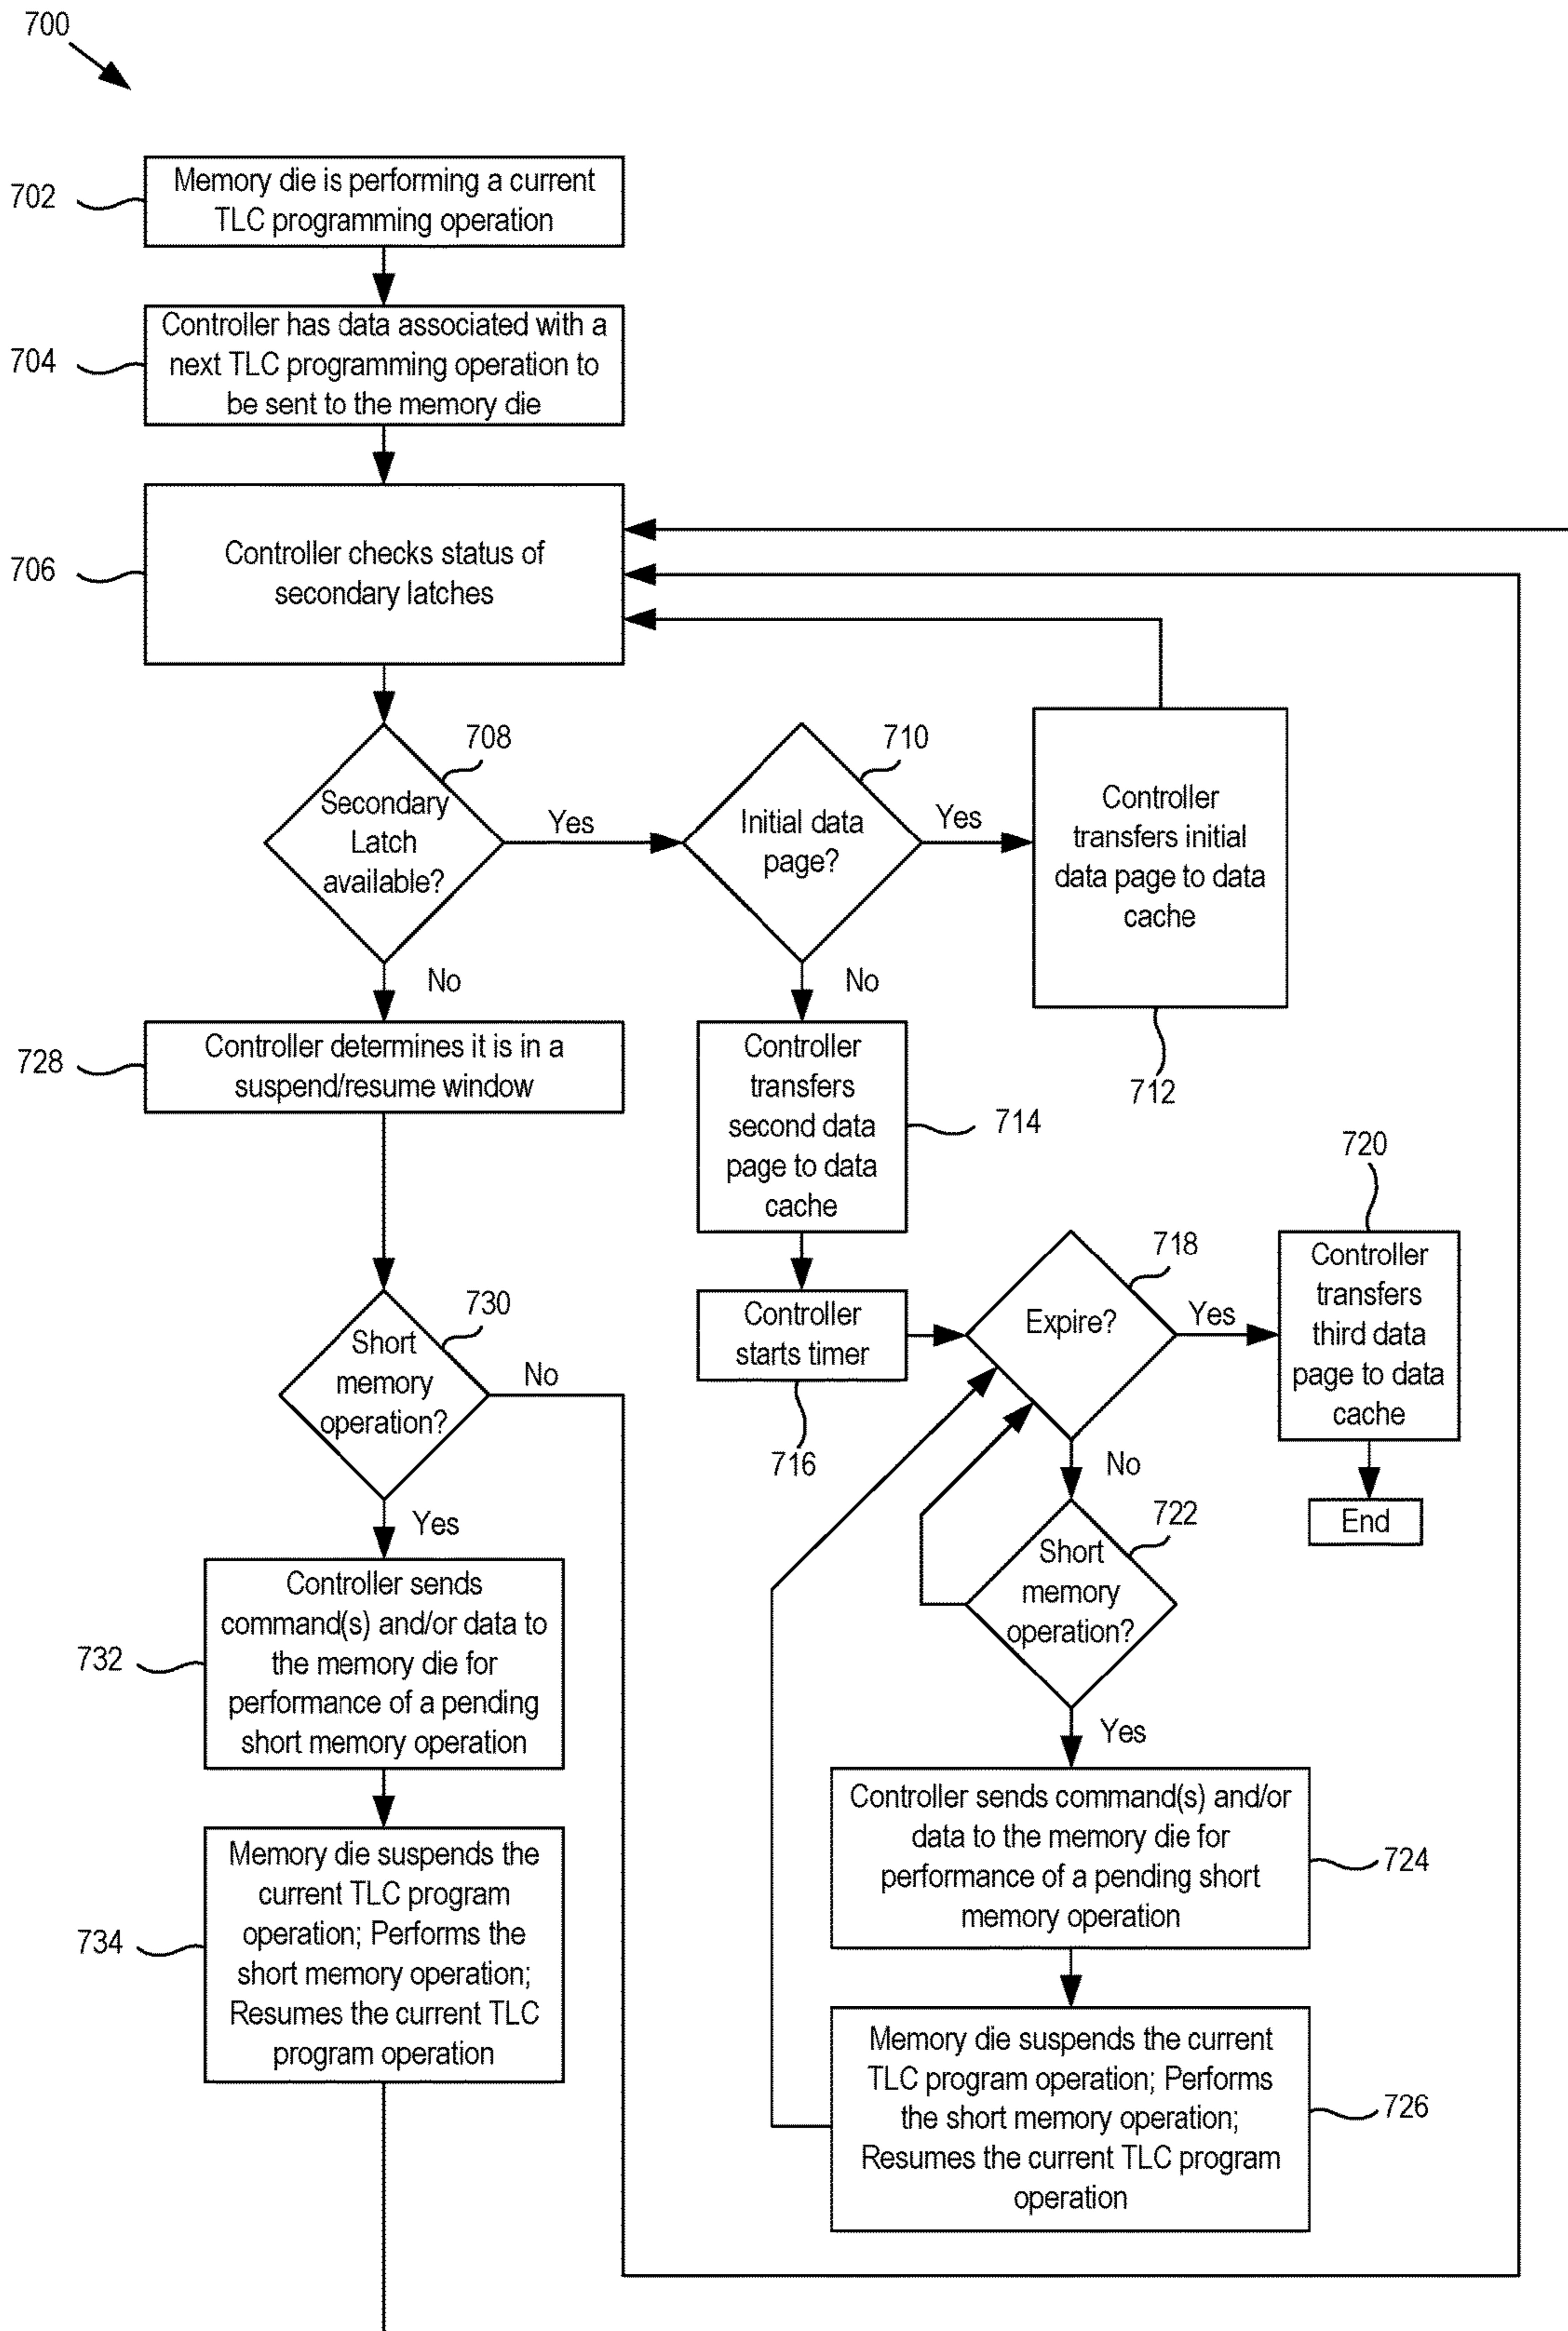 700
702
Memory die is performing a current
TLC programming operation
704
Controller has data associated with a
next TLC programming operation to
be sent to the memory die
706
Controller checks status of
secondary latches
708
Secondary
Latch
available?
Yes
No
710
Initial data
page?
Yes
No
Controller
transfers initial
data page to data
cache
712
Controller
transfers
second data
page to data
cache
714
Controller
starts timer
716
718
Expire?
Yes
No
720
Controller
transfers
third data
page to data
cache
End
722
Short
memory
operation?
Yes
Controller sends command(s) and/or
data to the memory die for
performance of a pending short
memory operation
724
Memory die suspends the current
TLC program operation; Performs
the short memory operation;
Resumes the current TLC program
operation
726
728
Controller determines it is in a
suspend/resume window
730
Short
memory
operation?
No
Yes
732
Controller sends
command(s) and/or data to
the memory die for
performance of a pending
short memory operation
734
Memory die suspends the
current TLC program
operation; Performs the
short memory operation;
Resumes the current TLC
program operation